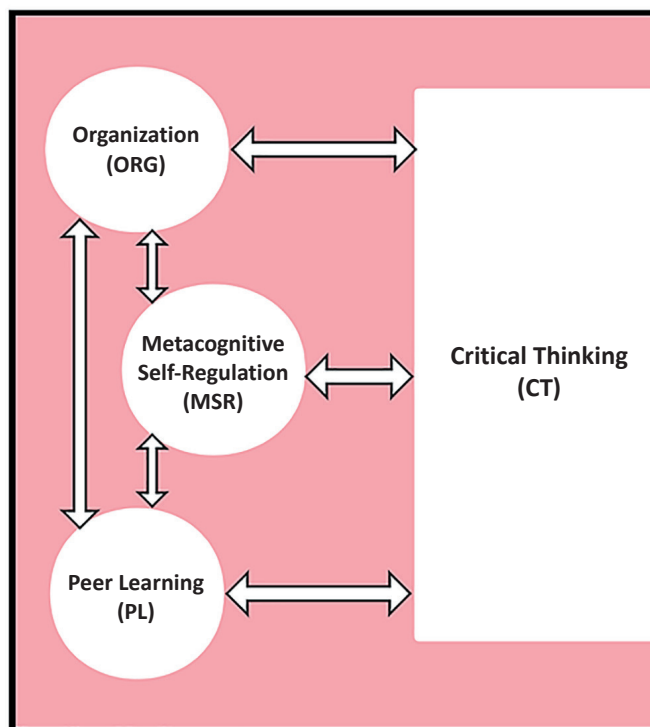 Organization
(ORG)
Metacognitive
Self-Regulation
(MSR)
Critical Thinking
(CT)
Peer Learning
(PL)